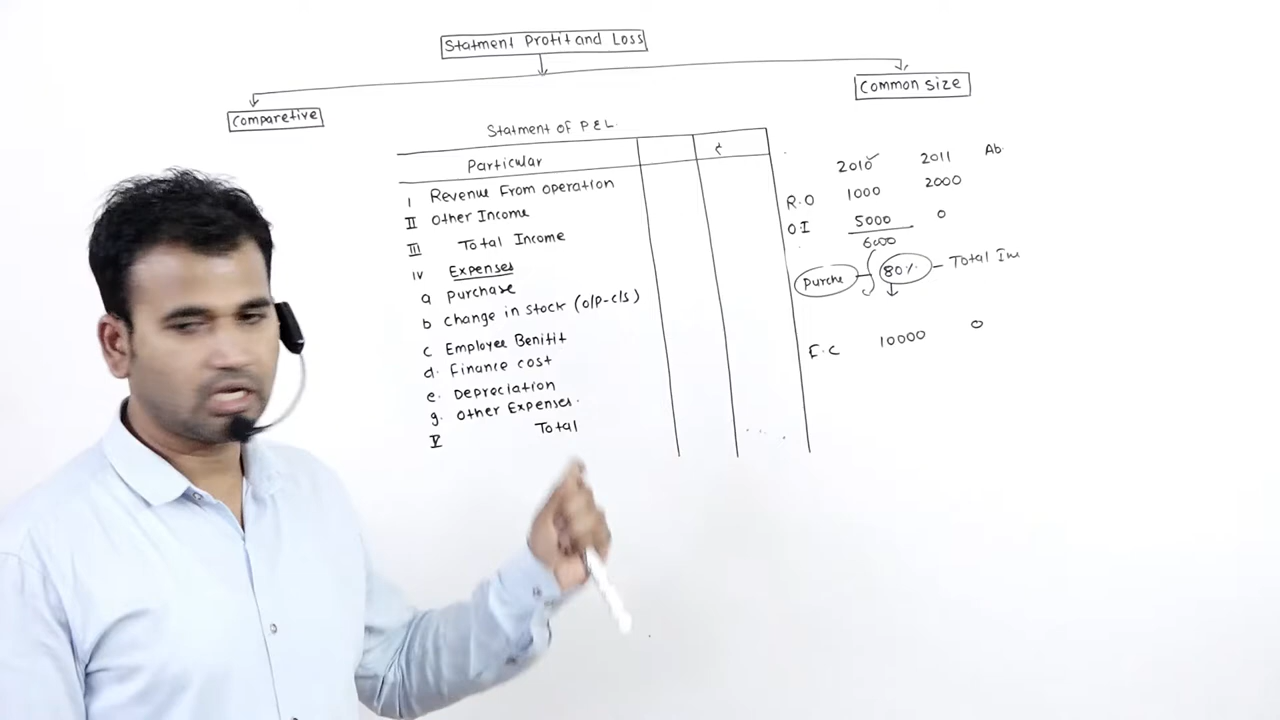 Statment Profit and Loss
Comparetive
Common size
Statment of P & L.
Particular ₹
I Revenue From operation
II Other Income
III Total Income
IV Expenses
a Purchase
b Change in stock (o/p-c/s)
c Employee Benifit
d. Finance cost
e. Depreciation
g. Other Expenses.
V Total
2010 2011 Ab.
R.O 1000 2000
O I 5000 0
6000
Purche 80% - Total In
F.C 10000 0